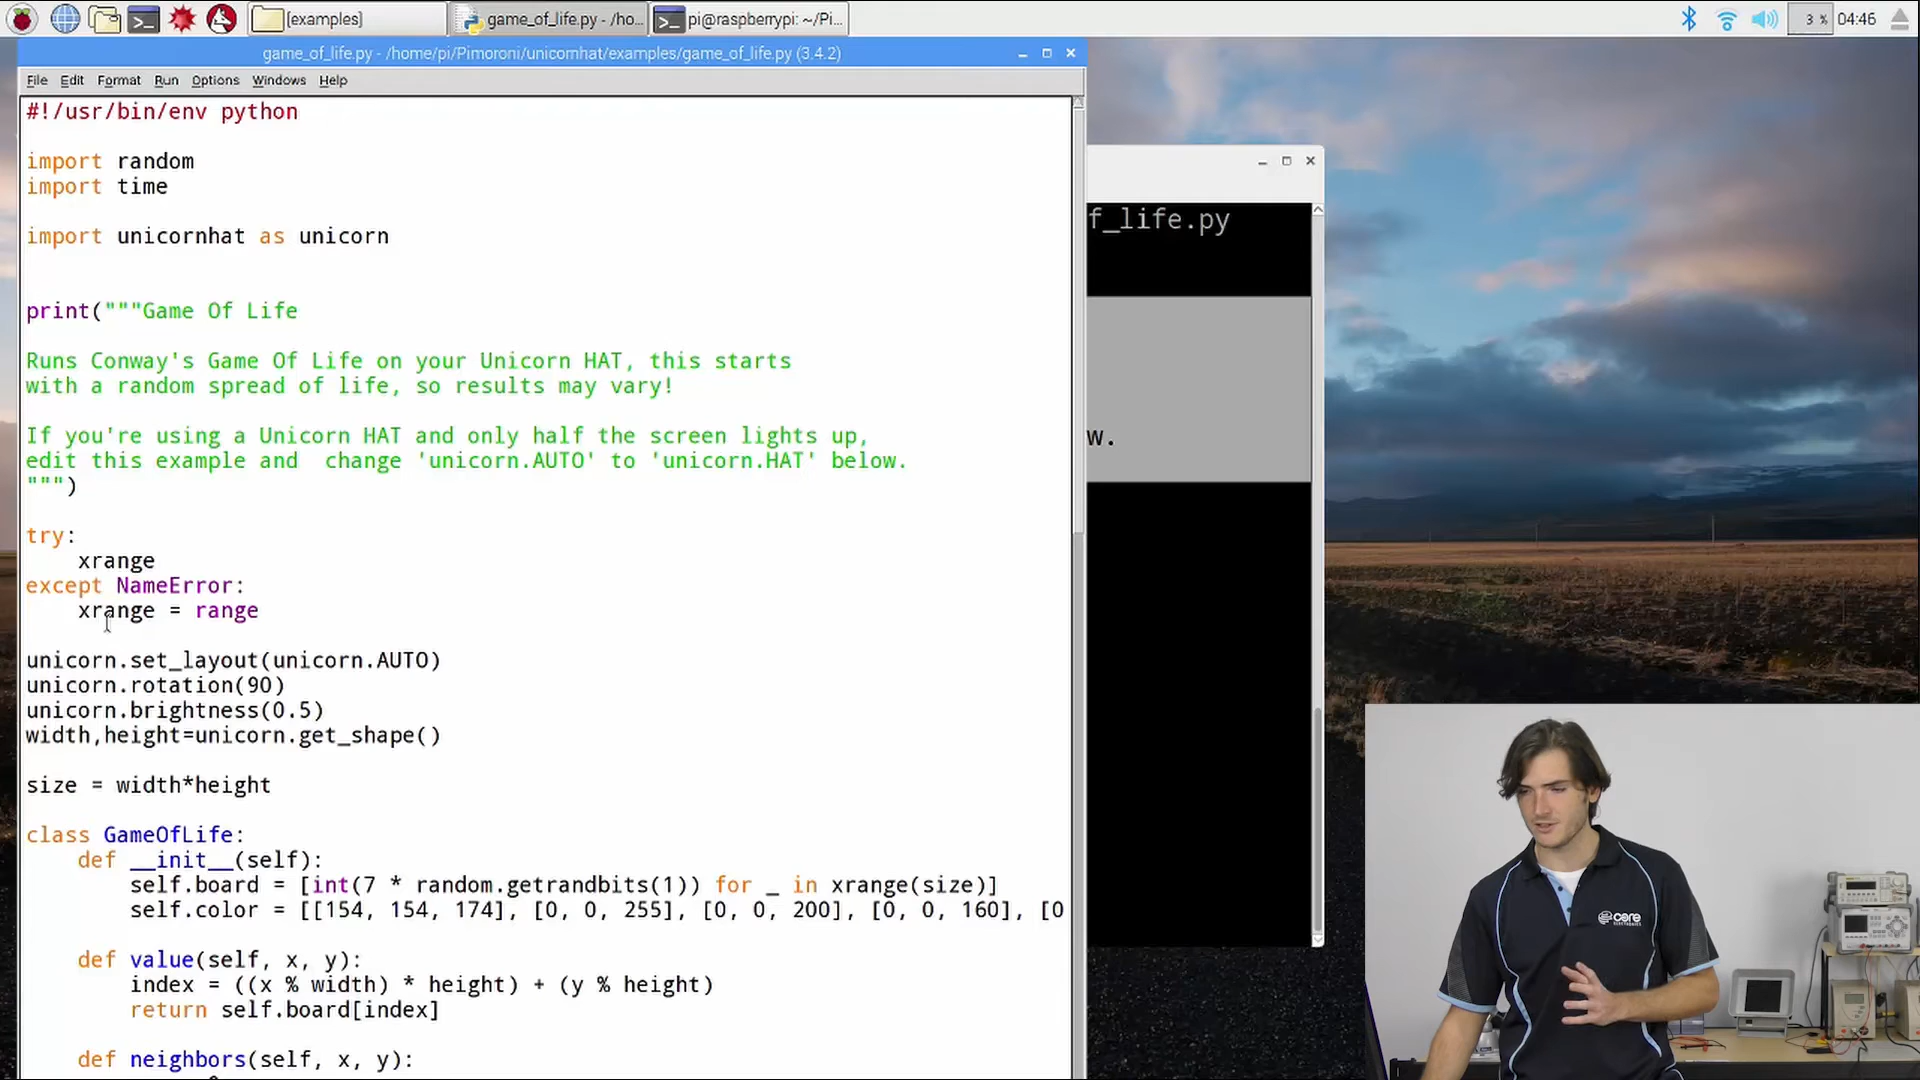 [examples]
game_of_life.py - /ho...
pi@raspberrypi: ~/Pi...
3 %
04:46
game_of_life.py - /home/pi/Pimoroni/unicornhat/examples/game_of_life.py (3.4.2)
File Edit Format Run Options Windows Help
#!/usr/bin/env python
import random
import time
import unicornhat as unicorn
print("""Game Of Life
Runs Conway's Game Of Life on your Unicorn HAT, this starts
with a random spread of life, so results may vary!
If you're using a Unicorn HAT and only half the screen lights up,
edit this example and  change 'unicorn.AUTO' to 'unicorn.HAT' below.
""")
try:
    xrange
except NameError:
    xrange = range
unicorn.set_layout(unicorn.AUTO)
unicorn.rotation(90)
unicorn.brightness(0.5)
width,height=unicorn.get_shape()
size = width*height
class GameOfLife:
    def __init__(self):
        self.board = [int(7 * random.getrandbits(1)) for _ in xrange(size)]
        self.color = [[154, 154, 174], [0, 0, 255], [0, 0, 200], [0, 0, 160], [0
    def value(self, x, y):
        index = ((x % width) * height) + (y % height)
        return self.board[index]
    def neighbors(self, x, y):
f_life.py
w.
core
ELECTRONICS